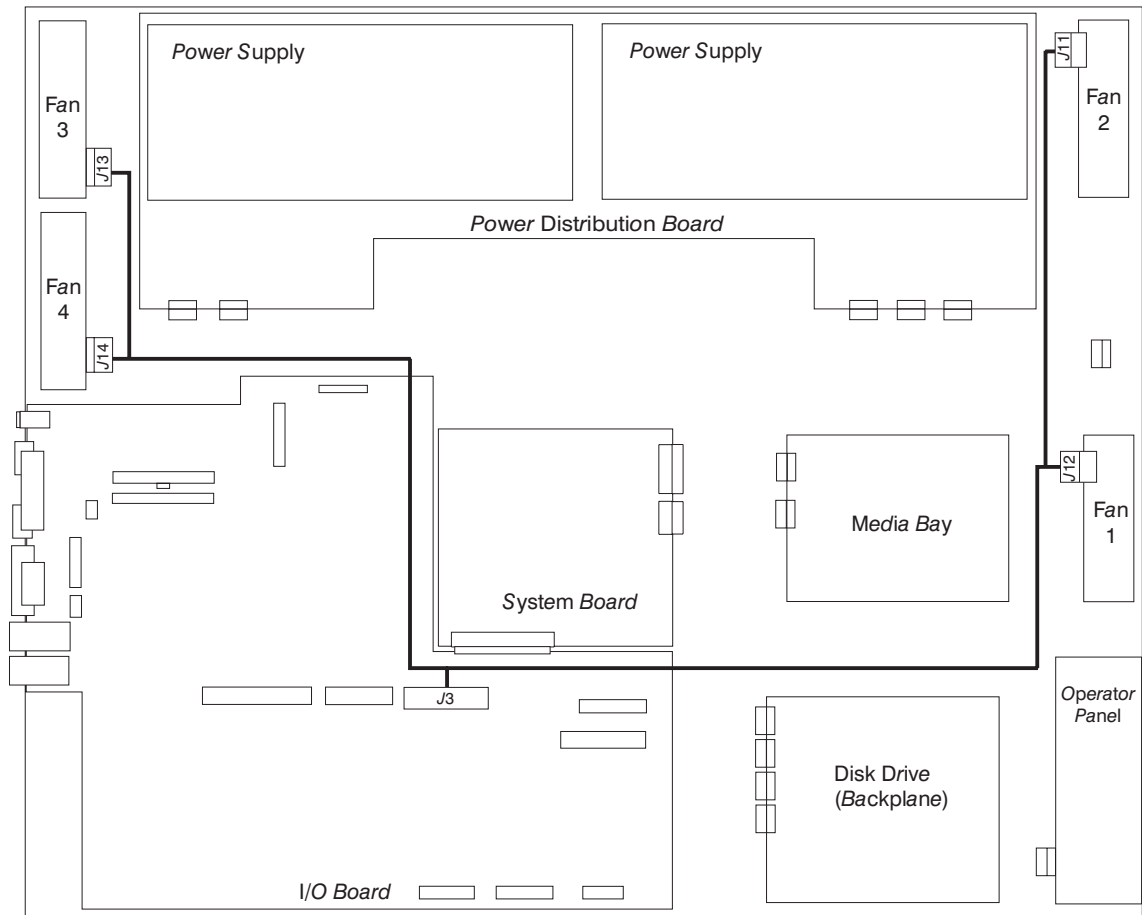 Power Supply
Power Supply
J11
Fan
3
Fan
2
J13
Power Distribution Board
Fan
4
J14
J12
Fan
1
Media Bay
System Board
J3
Operator
Panel
Disk Drive
(Backplane)
I/O Board